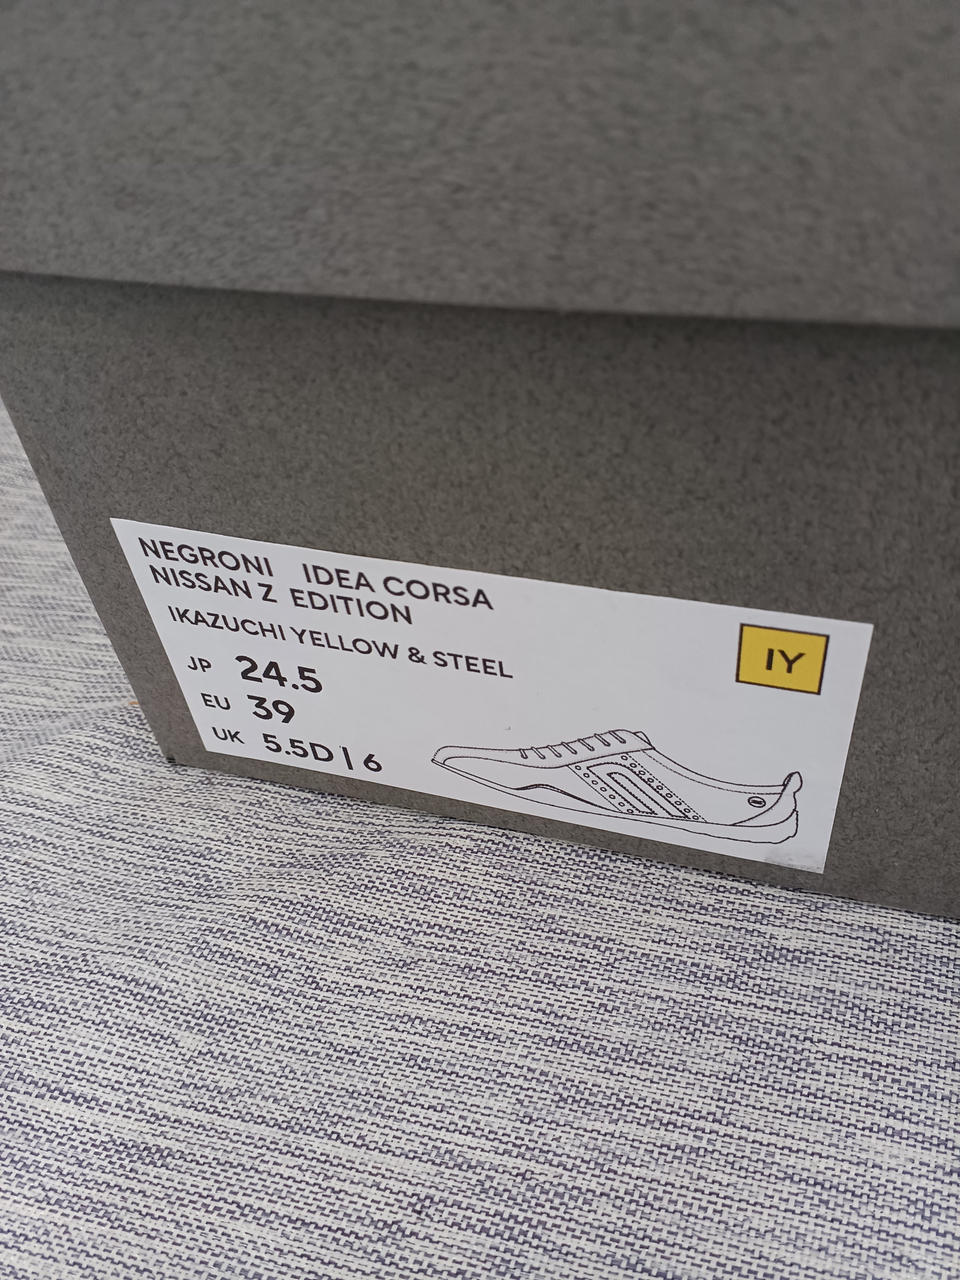 NEGRONI IDEA CORSA
NISSAN Z EDITION
IKAZUCHI YELLOW & STEEL
IY
JP 24.5
EU 39
UK 5.5D | 6